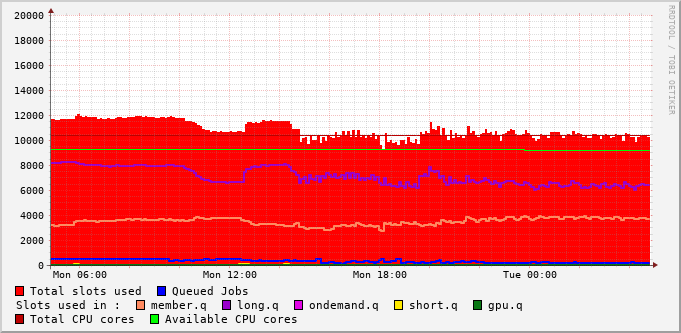 20000
18000
16000
14000
12000
10000
8000
6000
4000
2000
0
Mon 06:00 Mon 12:00 Mon 18:00 Tue 00:00
Total slots used Queued Jobs
Slots used in : member.q long.q ondemand.q short.q gpu.q
Total CPU cores Available CPU cores
RRDTOOL / TOBI OETIKER